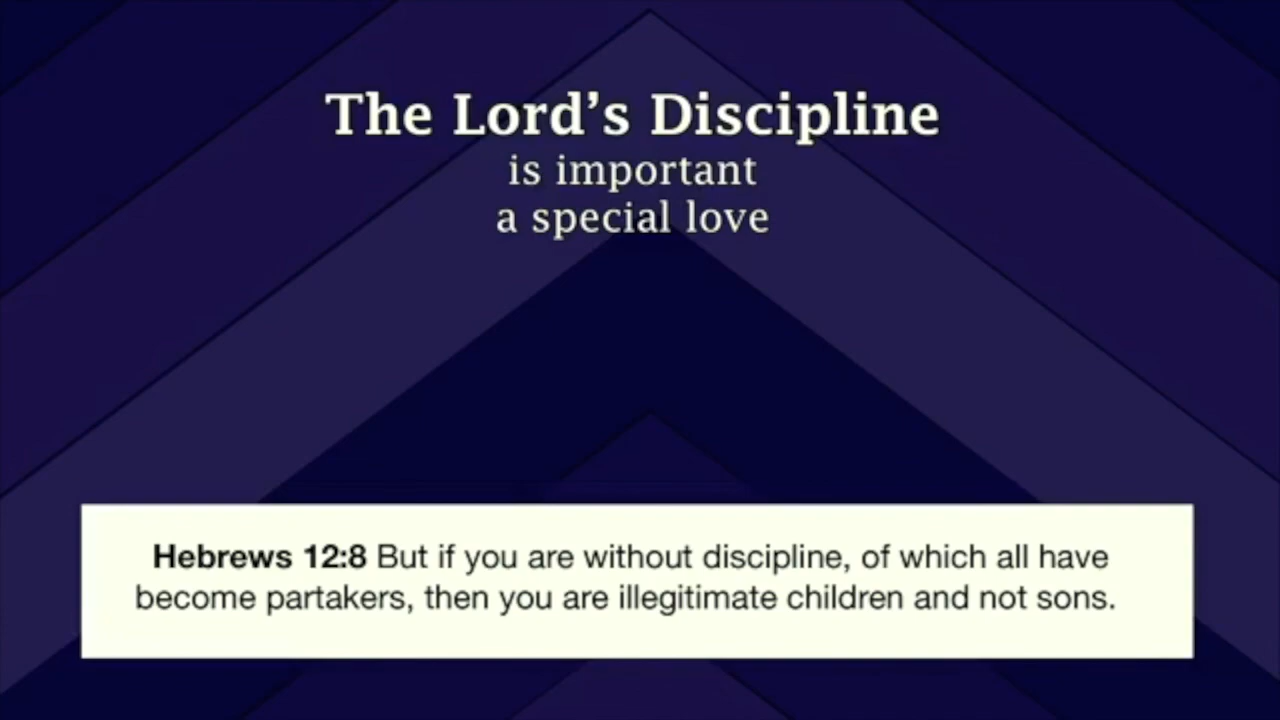 The Lord’s Discipline
is important
a special love
Hebrews 12:8 But if you are without discipline, of which all have
become partakers, then you are illegitimate children and not sons.